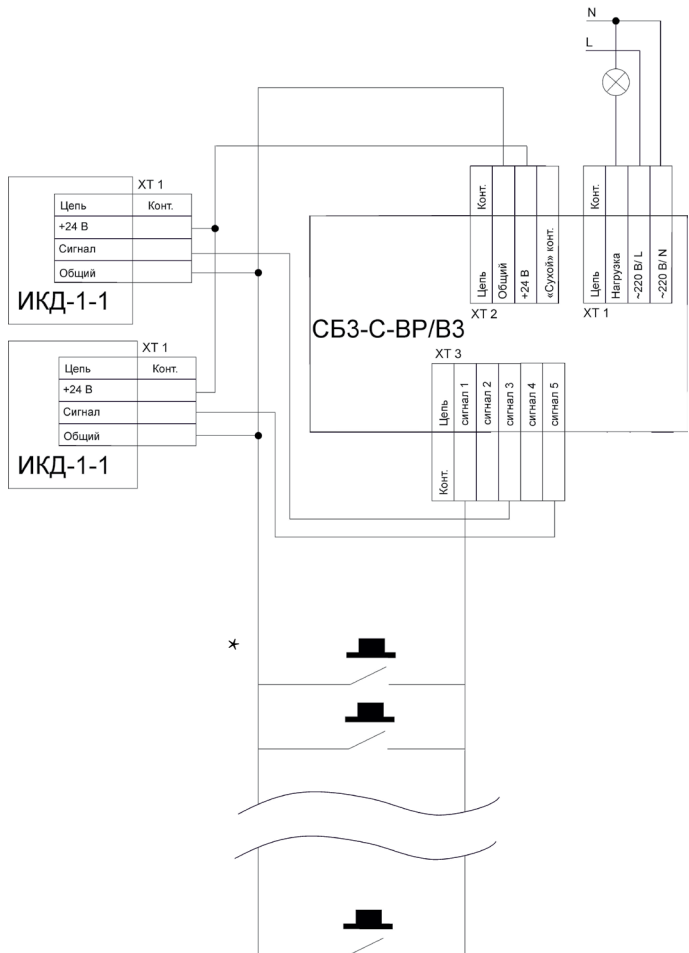 N
L
XT 1
Цепь Конт.
+24 В
Сигнал
Общий
ИКД-1-1
XT 1
Цепь Конт.
+24 В
Сигнал
Общий
ИКД-1-1
Конт.
Цепь
Общий
+24 В
«Сухой» конт.
XT 2
Конт.
Цепь
Нагрузка
~220 В/ L
~220 В/ N
XT 1
СБЗ-С-ВР/В3
XT 3
Цепь
сигнал 1
сигнал 2
сигнал 3
сигнал 4
сигнал 5
Конт.
*